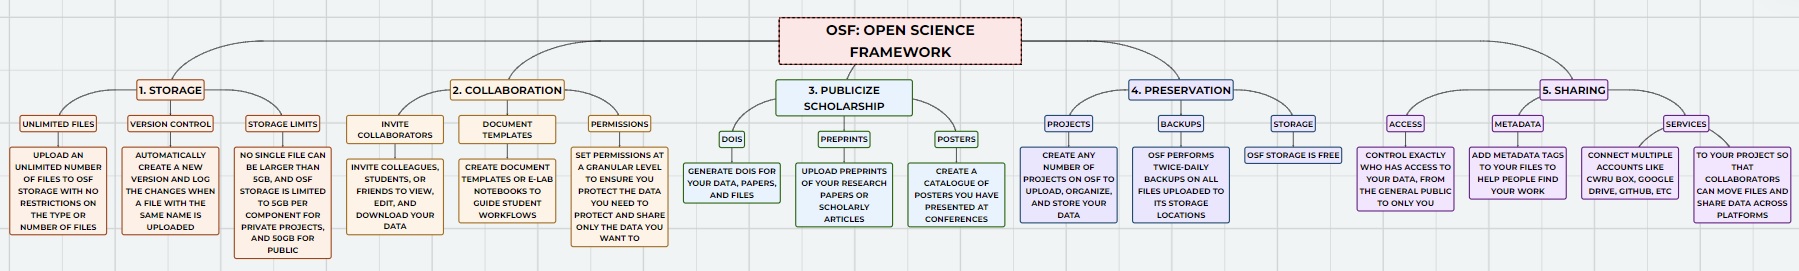 OSF: OPEN SCIENCE
FRAMEWORK
1. STORAGE
UNLIMITED FILES
UPLOAD AN
UNLIMITED NUMBER
OF FILES TO OSF
STORAGE WITH NO
RESTRICTIONS ON
THE TYPE OR
NUMBER OF FILES
VERSION CONTROL
AUTOMATICALLY
CREATE A NEW
VERSION AND LOG
THE CHANGES WHEN
A FILE WITH THE
SAME NAME IS
UPLOADED
STORAGE LIMITS
NO SINGLE FILE CAN
BE LARGER THAN
5GB, AND OSF
STORAGE IS LIMITED
TO 5GB PER
COMPONENT FOR
PRIVATE PROJECTS,
AND 50GB FOR
PUBLIC
2. COLLABORATION
INVITE
COLLABORATORS
INVITE COLLEAGUES,
STUDENTS, OR
FRIENDS TO VIEW,
EDIT, AND
DOWNLOAD YOUR
DATA
DOCUMENT
TEMPLATES
CREATE DOCUMENT
TEMPLATES OR E-LAB
NOTEBOOKS TO
GUIDE STUDENT
WORKFLOWS
PERMISSIONS
SET PERMISSIONS AT
A GRANULAR LEVEL
TO ENSURE YOU
PROTECT THE DATA
YOU NEED TO
PROTECT AND SHARE
ONLY THE DATA YOU
WANT TO
3. PUBLICIZE
SCHOLARSHIP
DOIS
GENERATE DOIS FOR
YOUR DATA, PAPERS,
AND FILES
PREPRINTS
UPLOAD PREPRINTS
OF YOUR RESEARCH
PAPERS OR
SCHOLARLY
ARTICLES
POSTERS
CREATE A
CATALOGUE OF
POSTERS YOU HAVE
PRESENTED AT
CONFERENCES
4. PRESERVATION
PROJECTS
CREATE ANY
NUMBER OF
PROJECTS ON OSF TO
UPLOAD, ORGANIZE,
AND STORE YOUR
DATA
BACKUPS
OSF PERFORMS
TWICE-DAILY
BACKUPS ON ALL
FILES UPLOADED TO
ITS STORAGE
LOCATIONS
STORAGE
OSF STORAGE IS FREE
5. SHARING
ACCESS
CONTROL EXACTLY
WHO HAS ACCESS TO
YOUR DATA, FROM
THE GENERAL PUBLIC
TO ONLY YOU
METADATA
ADD METADATA TAGS
TO YOUR FILES TO
HELP PEOPLE FIND
YOUR WORK
SERVICES
CONNECT MULTIPLE
ACCOUNTS LIKE
CWRU BOX, GOOGLE
DRIVE, GITHUB, ETC
TO YOUR PROJECT SO
THAT
COLLABORATORS
CAN MOVE FILES AND
SHARE DATA ACROSS
PLATFORMS